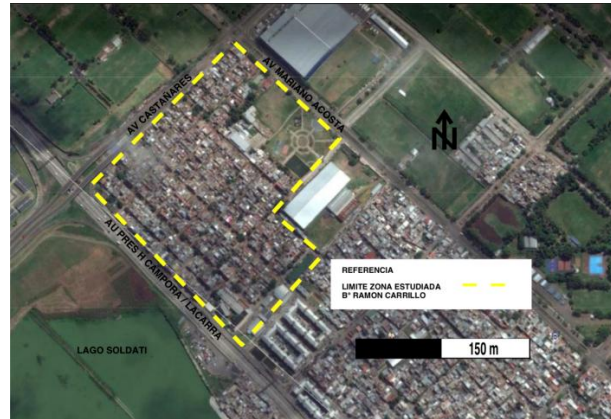 AV CASTAÑARES
AV MARIANO ACOSTA
N
AU PRES H CAMPORA / LACARRA
REFERENCIA
LIMITE ZONA ESTUDIADA
Bº RAMON CARRILLO
LAGO SOLDATI
150 m